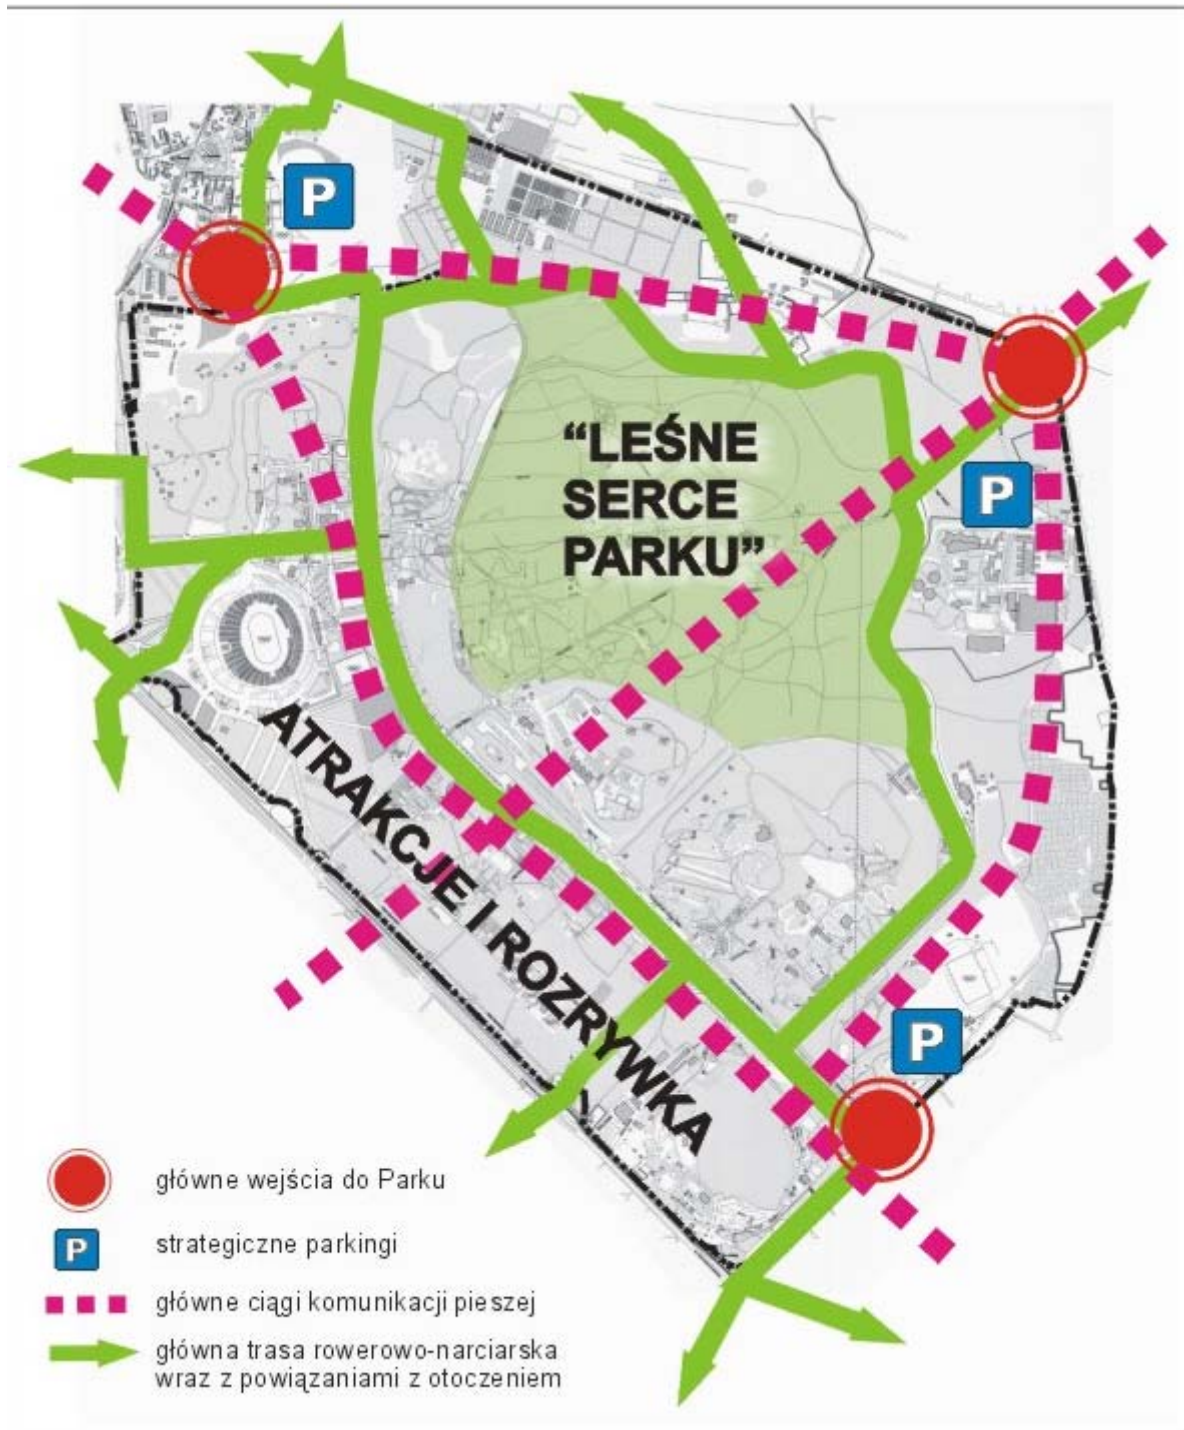 P
"LEŚNE
SERCE
PARKU"
P
ATRAKCJE I ROZRYWKA
P
główne wejścia do Parku
P
strategiczne parkingi
główne ciągi komunikacji pieszej
główna trasa rowerowo-narciarska
wraz z powiązaniami z otoczeniem